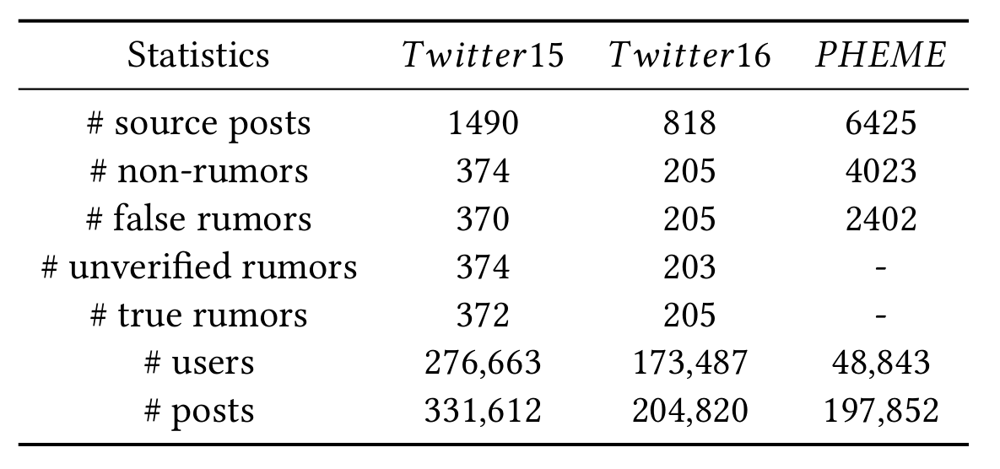 Statistics Twitter15 Twitter16 PHEME
# source posts 1490 818 6425
# non-rumors 374 205 4023
# false rumors 370 205 2402
# unverified rumors 374 203 -
# true rumors 372 205 -
# users 276,663 173,487 48,843
# posts 331,612 204,820 197,852